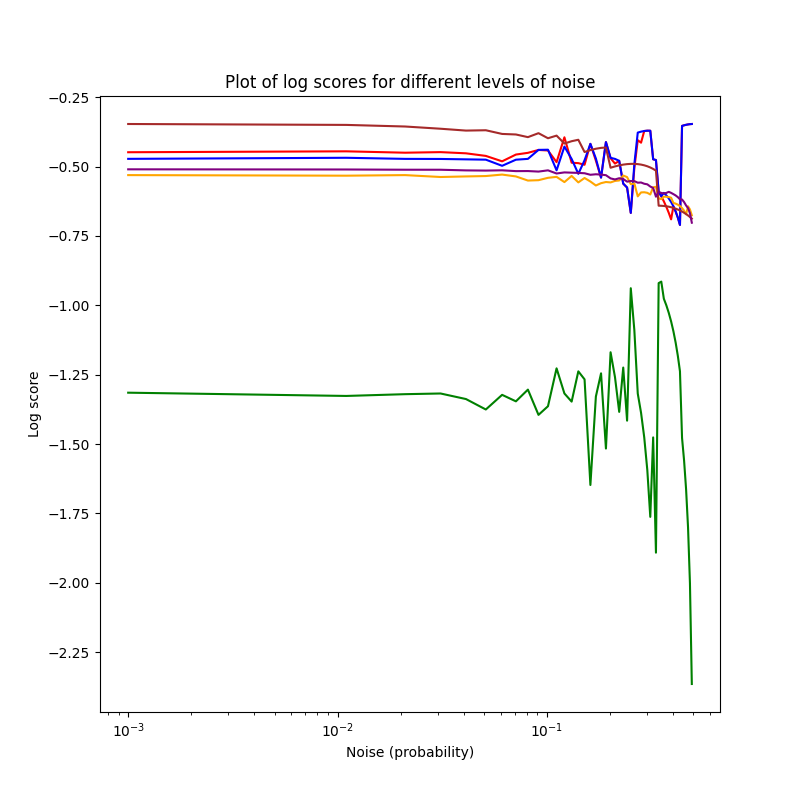 Plot of log scores for different levels of noise
−0.25
−0.50
−0.75
−1.00
−1.25
−1.50
−1.75
−2.00
−2.25
Log score
10⁻³ 10⁻² 10⁻¹
Noise (probability)